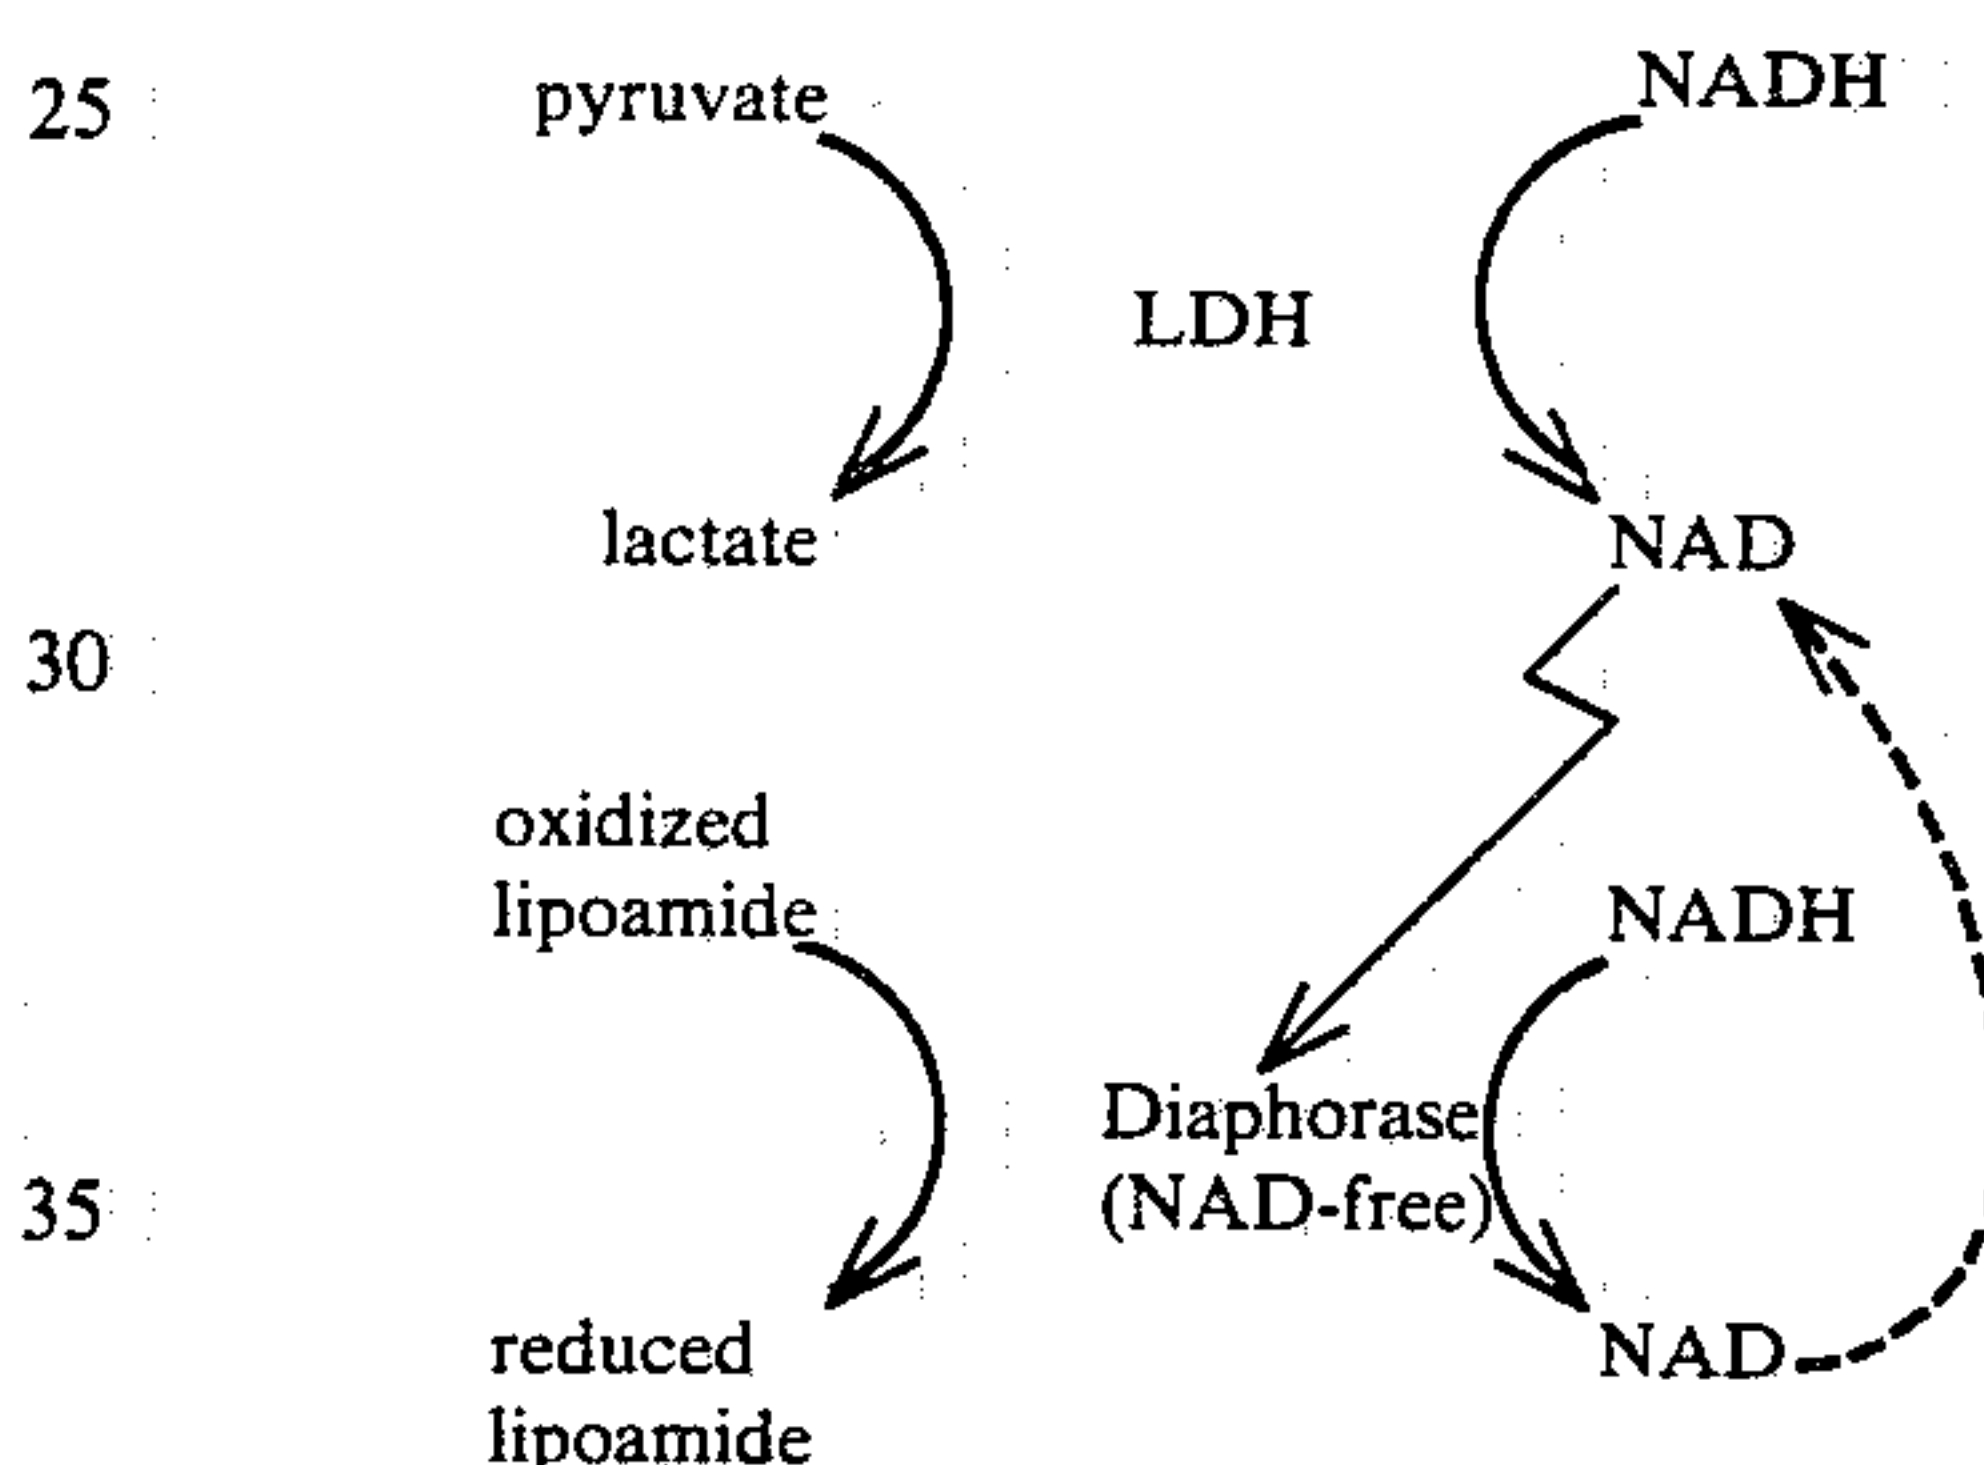 25 pyruvate NADH
LDH
lactate NAD
30
oxidized
lipoamide NADH
Diaphorase
35 (NAD-free)
reduced NAD
lipoamide